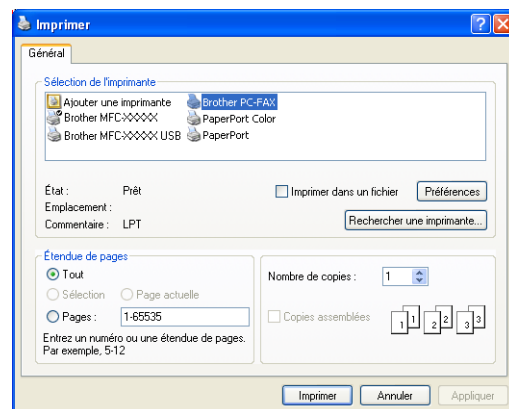 Imprimer
Général
Sélection de l'imprimante
Ajouter une imprimante
Brother PC-FAX
Brother MFC-XXXXX
PaperPort Color
Brother MFC-XXXXX USB
PaperPort
État : Prêt
Emplacement :
Commentaire : LPT
Imprimer dans un fichier
Préférences
Rechercher une imprimante...
Étendue de pages
Tout
Sélection
Page actuelle
Pages : 1-65535
Entrez un numéro ou une étendue de pages.
Par exemple, 5-12
Nombre de copies : 1
Copies assemblées
1 1 2 2 3 3
Imprimer
Annuler
Appliquer